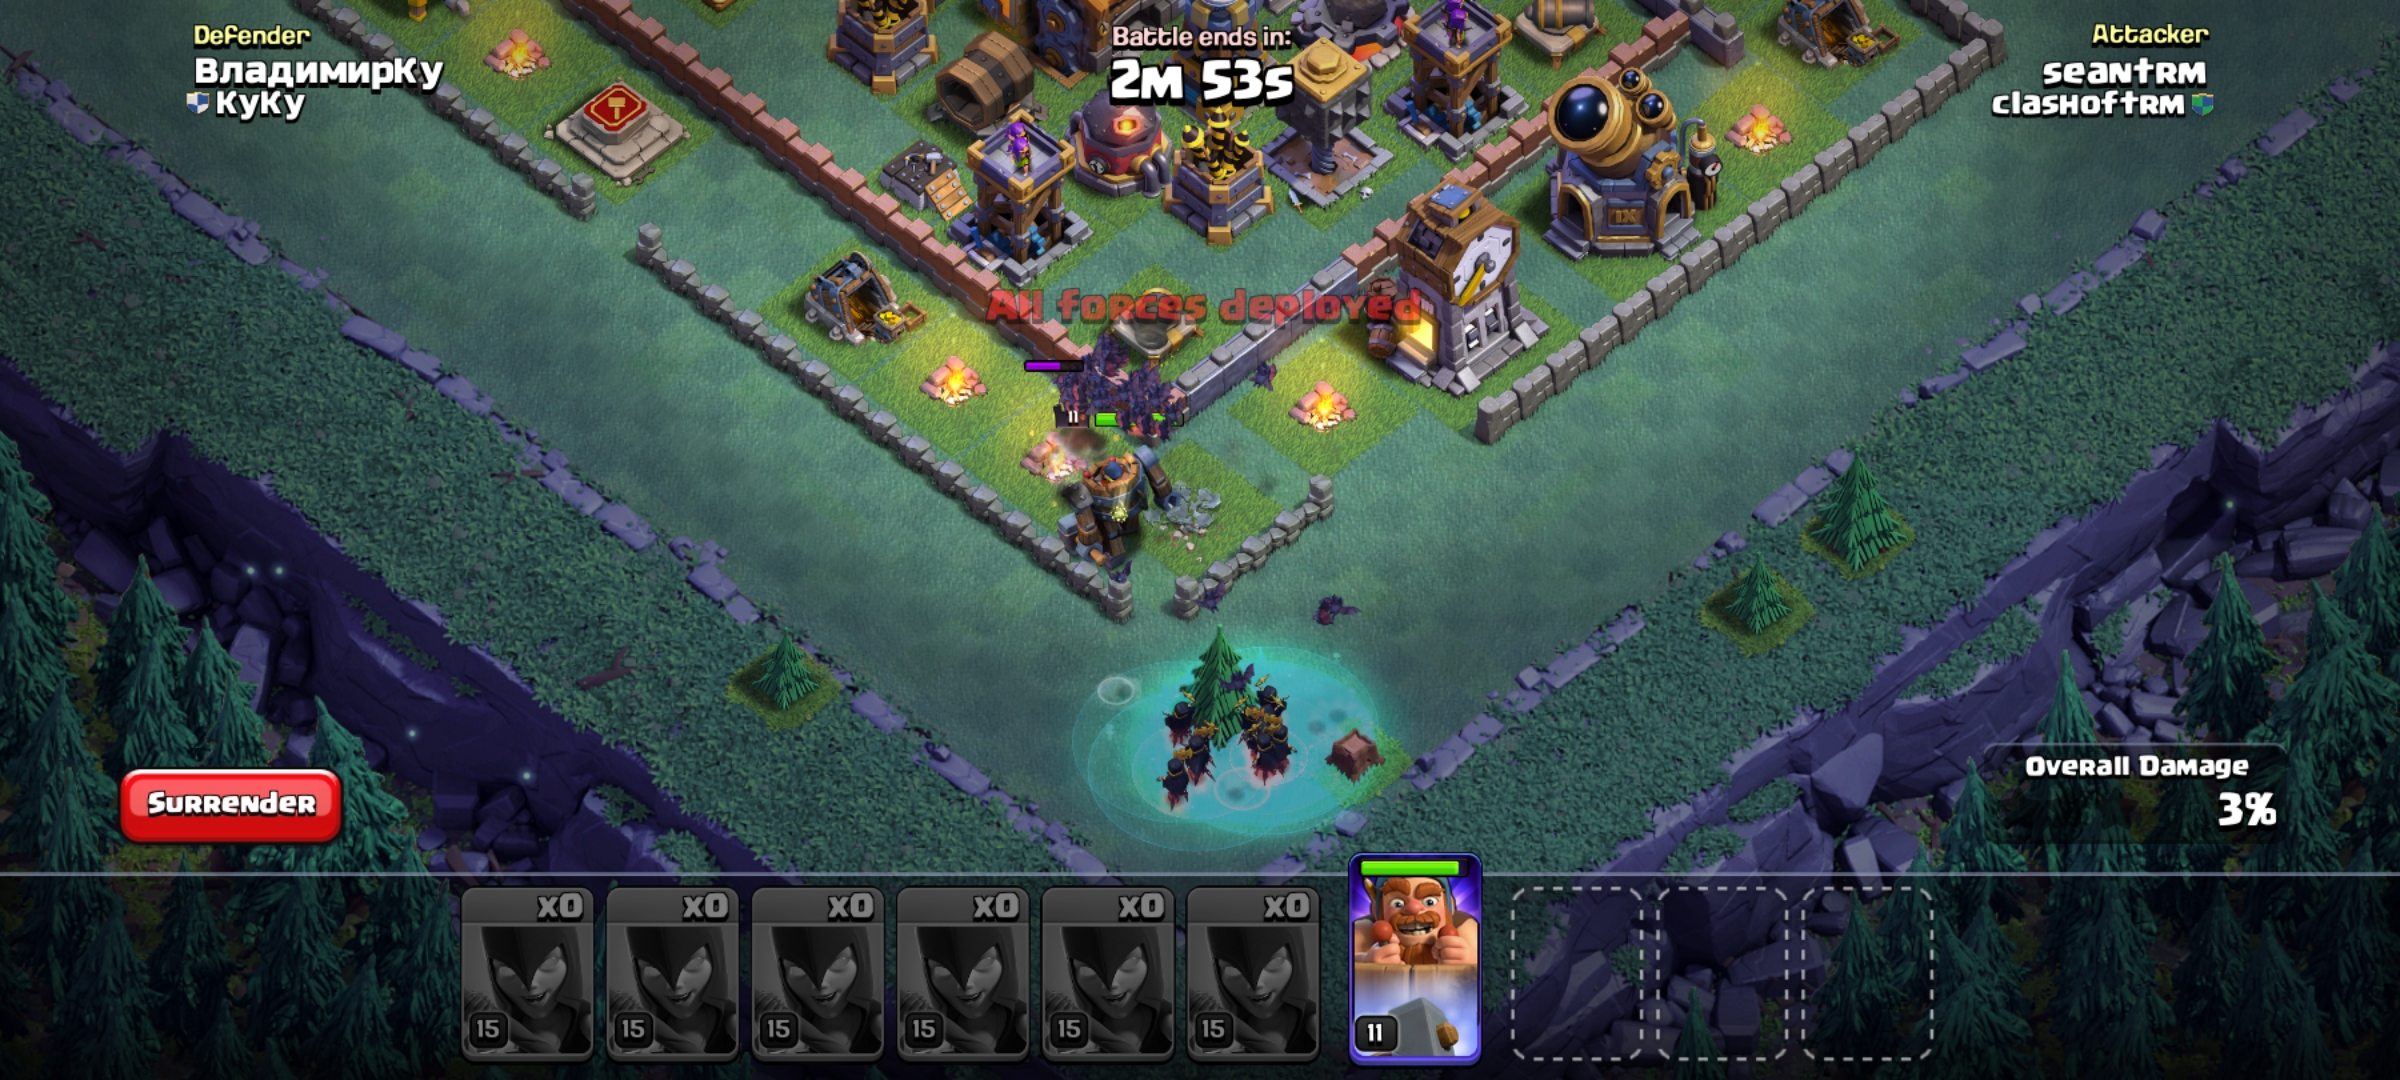 Defender
ВладимирКу
КуКу
Battle ends in:
2M 53s
Attacker
seantRM
clashoftRM
All forces deployed
11
Surrender
Overall Damage
3%
x0 x0 x0 x0 x0 x0
15 15 15 15 15 15 11